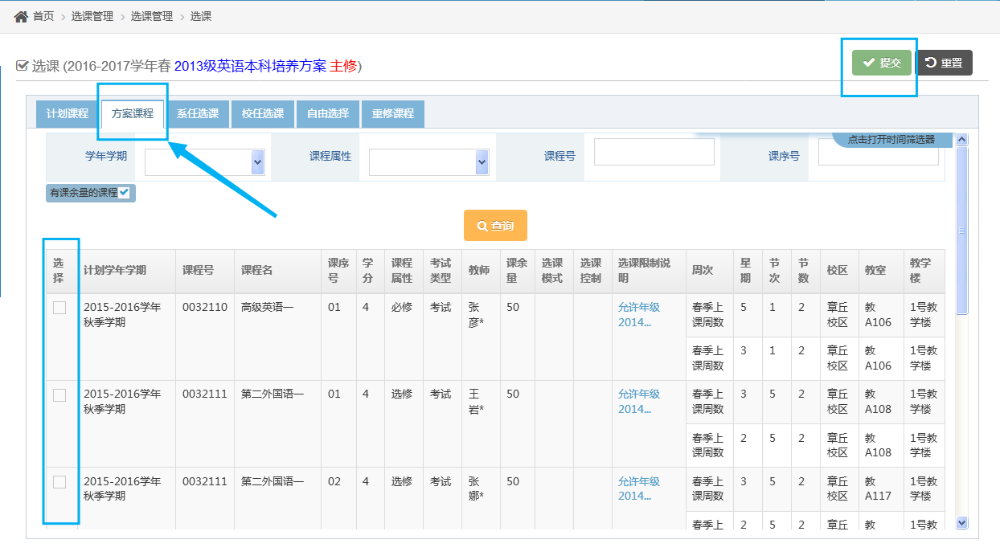 首页 › 选课管理 › 选课管理 › 选课
选课 (2016-2017学年春 2013级英语本科培养方案 主修)
提交 重置
计划课程 方案课程 系任选课 校任选课 自由选择 重修课程
点击打开时间筛选器
学年学期 课程属性 课程号 课序号
有课余量的课程
查询
选择 计划学年学期 课程号 课程名 课序号 学分 课程属性 考试类型 教师 课余量 选课模式 选课控制 选课限制说明 周次 星期 节次 节数 校区 教室 教学楼
2015-2016学年秋季学期 0032110 高级英语一 01 4 必修 考试 张彦* 50 允许年级2014... 春季上课周数 5 1 2 章丘校区 教A106 1号教学楼
春季上课周数 3 1 2 章丘校区 教A106 1号教学楼
2015-2016学年秋季学期 0032111 第二外国语一 01 4 选修 考试 王岩* 50 允许年级2014... 春季上课周数 3 5 2 章丘校区 教A108 1号教学楼
春季上课周数 2 5 2 章丘校区 教A108 1号教学楼
2015-2016学年秋季学期 0032111 第二外国语一 02 4 选修 考试 张娜* 50 允许年级2014... 春季上课周数 3 5 2 章丘校区 教A117 1号教学楼
春季上 2 5 2 章丘 教 1号教